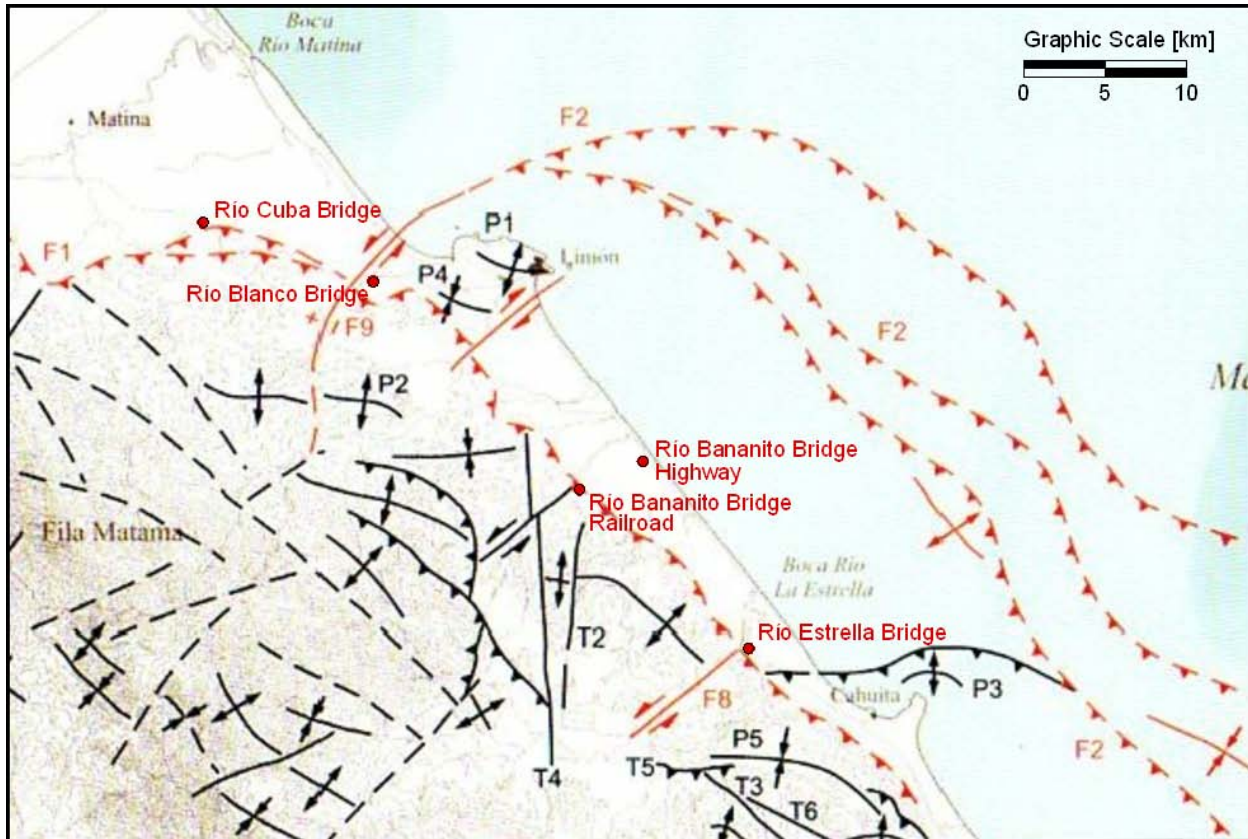 Boca
Río Matina
Graphic Scale [km]
0 5 10
Matina
F2
Río Cuba Bridge
P1
F1
Limón
P4
Río Blanco Bridge
F9
F2
P2
Río Bananito Bridge
Highway
Río Bananito Bridge
Railroad
Fila Matama
Boca Río
La Estrella
T2
Río Estrella Bridge
P3
F8
Cahuita
P5
F2
T4
T5
T3
T6